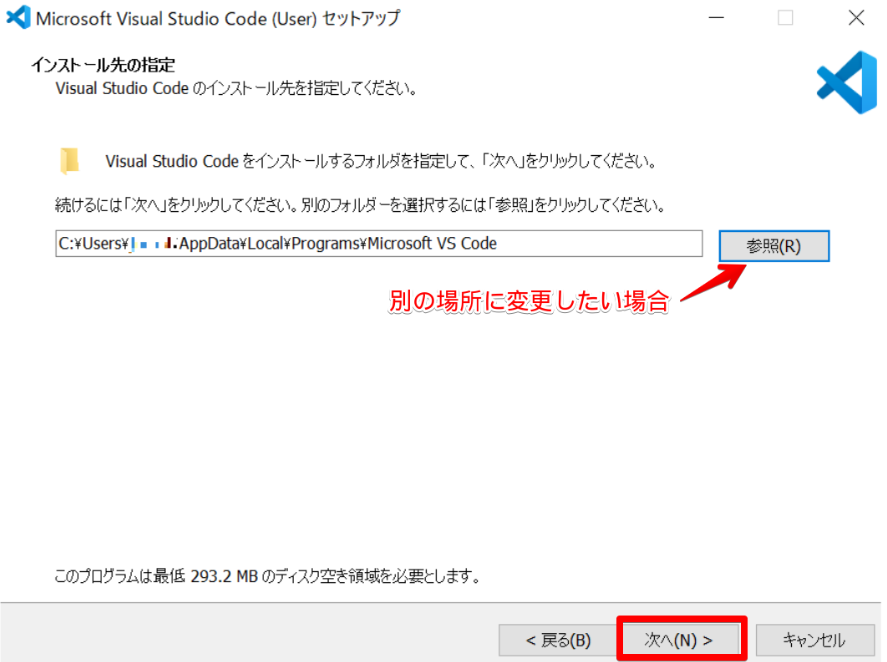 Microsoft Visual Studio Code (User) セットアップ
インストール先の指定
Visual Studio Code のインストール先を指定してください。
Visual Studio Code をインストールするフォルダを指定して、「次へ」をクリックしてください。
続けるには「次へ」をクリックしてください。別のフォルダーを選択するには「参照」をクリックしてください。
C:¥Users¥ AppData¥Local¥Programs¥Microsoft VS Code
参照(R)
別の場所に変更したい場合
このプログラムは最低 293.2 MB のディスク空き領域を必要とします。
< 戻る(B)
次へ(N) >
キャンセル